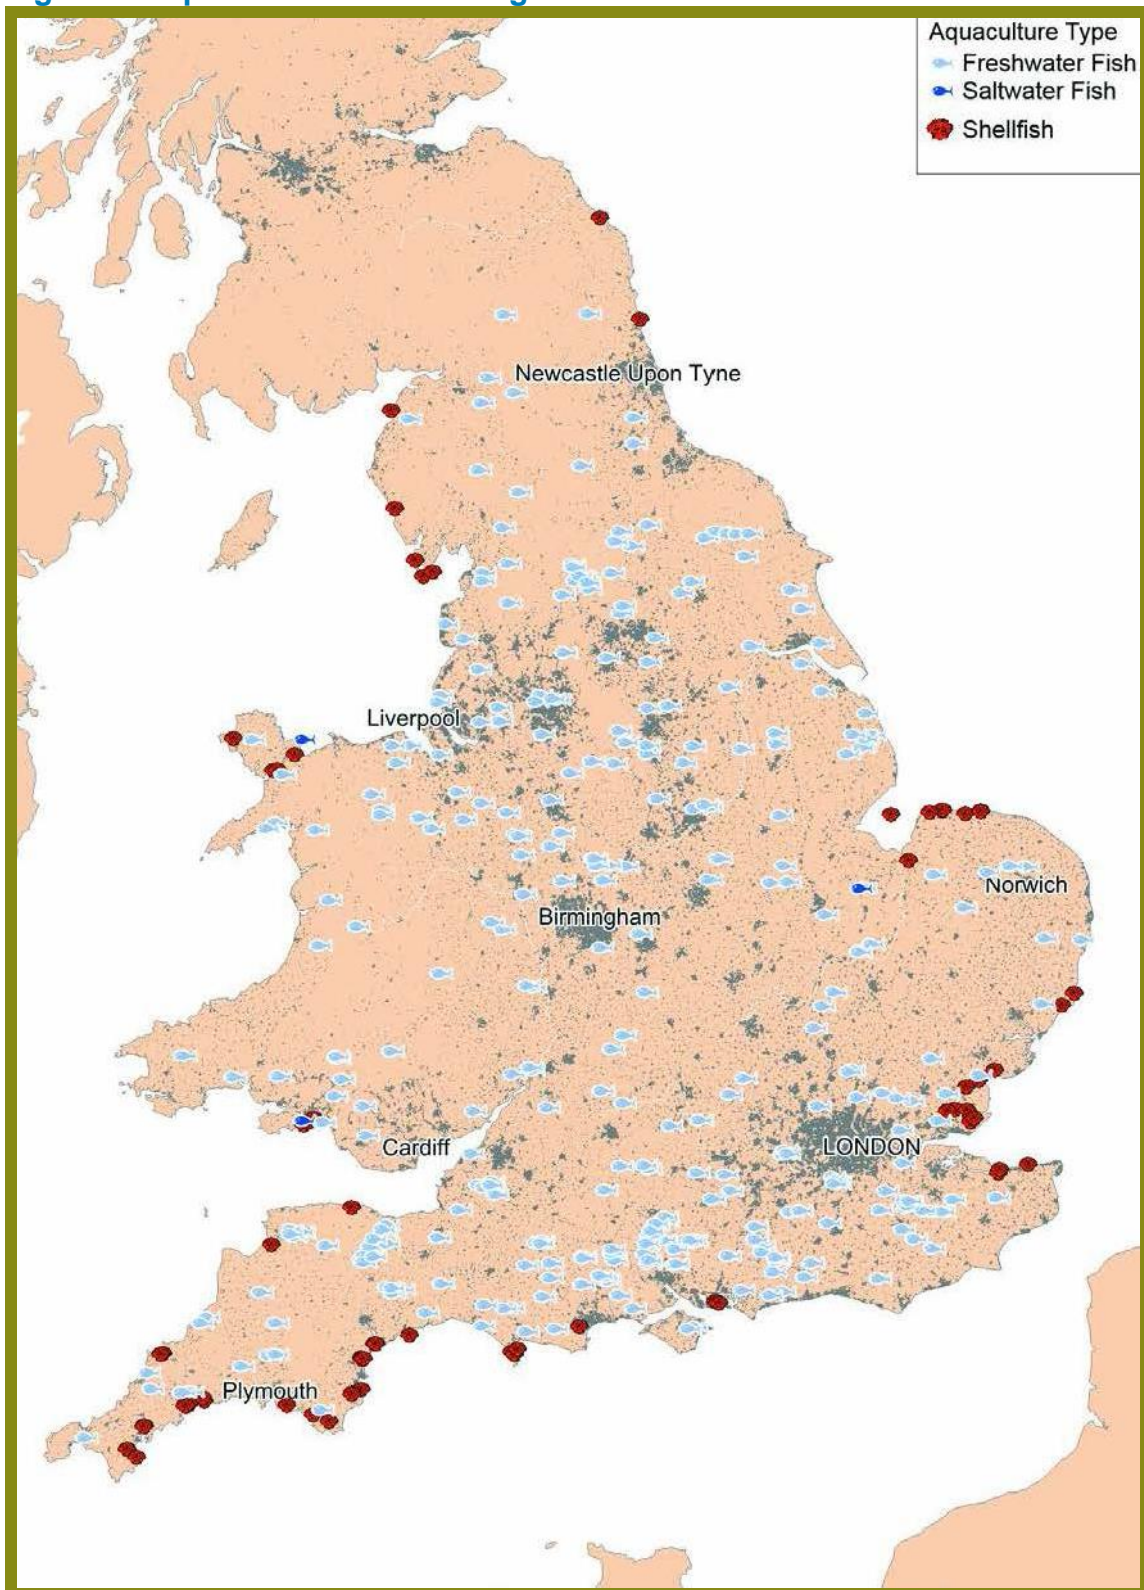 Aquaculture Type
Freshwater Fish
Saltwater Fish
Shellfish
Newcastle Upon Tyne
Liverpool
Norwich
Birmingham
Cardiff
LONDON
Plymouth